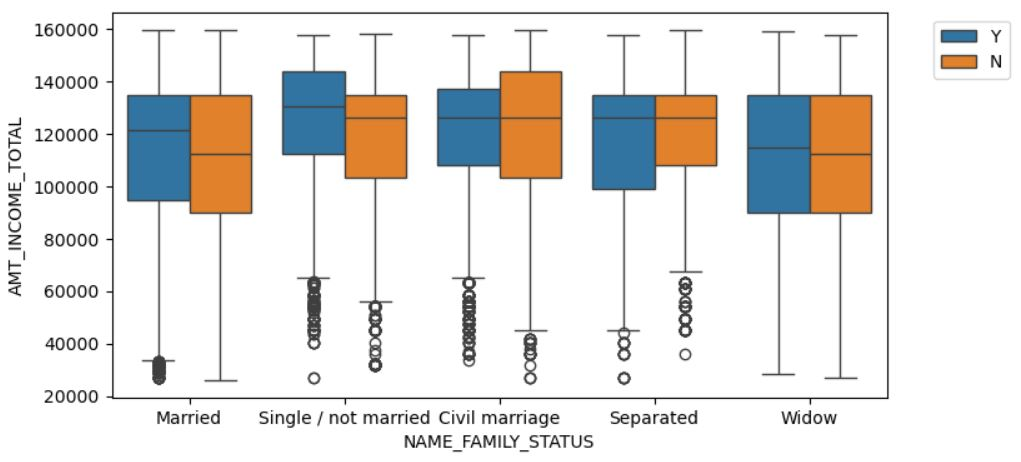 160000
140000
120000
100000
80000
60000
40000
20000
AMT_INCOME_TOTAL
Married
Single / not married
Civil marriage
Separated
Widow
NAME_FAMILY_STATUS
Y
N